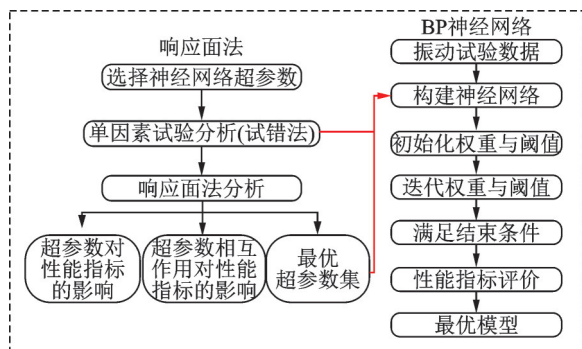 响应面法
选择神经网络超参数
单因素试验分析(试错法)
响应面法分析
超参数对
性能指标
的影响
超参数相互
作用对性能
指标的影响
最优
超参数集
BP神经网络
振动试验数据
构建神经网络
初始化权重与阈值
迭代权重与阈值
满足结束条件
性能指标评价
最优模型